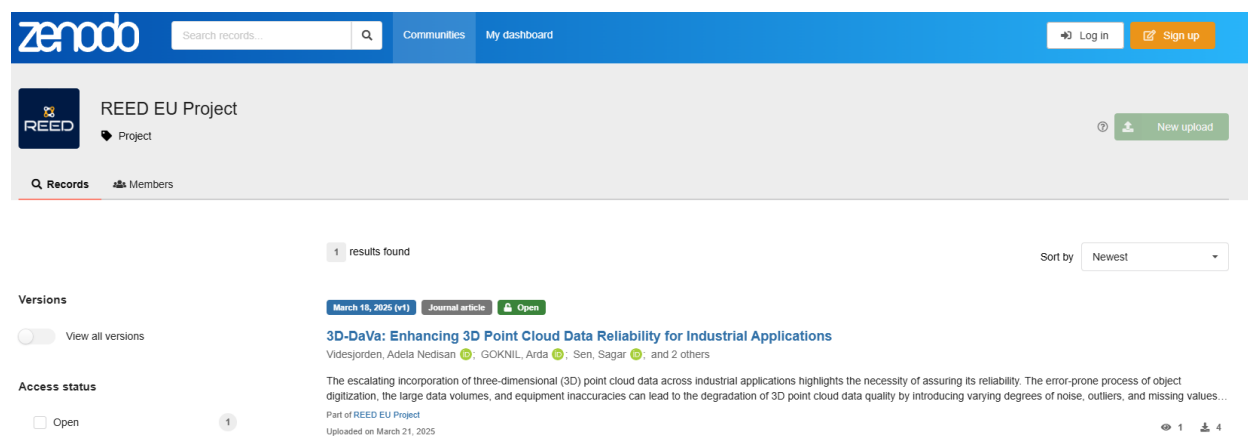 zenodo
Search records...
Communities
My dashboard
Log in
Sign up
REED
REED EU Project
Project
New upload
Records
Members
1 results found
Sort by
Newest
Versions
View all versions
Access status
Open
1
March 18, 2025 (v1)
Journal article
Open
3D-DaVa: Enhancing 3D Point Cloud Data Reliability for Industrial Applications
Videsjorden, Adela Nedisan iD; GOKNIL, Arda iD; Sen, Sagar iD; and 2 others
The escalating incorporation of three-dimensional (3D) point cloud data across industrial applications highlights the necessity of assuring its reliability. The error-prone process of object
digitization, the large data volumes, and equipment inaccuracies can lead to the degradation of 3D point cloud data quality by introducing varying degrees of noise, outliers, and missing values...
Part of REED EU Project
Uploaded on March 21, 2025
1
4